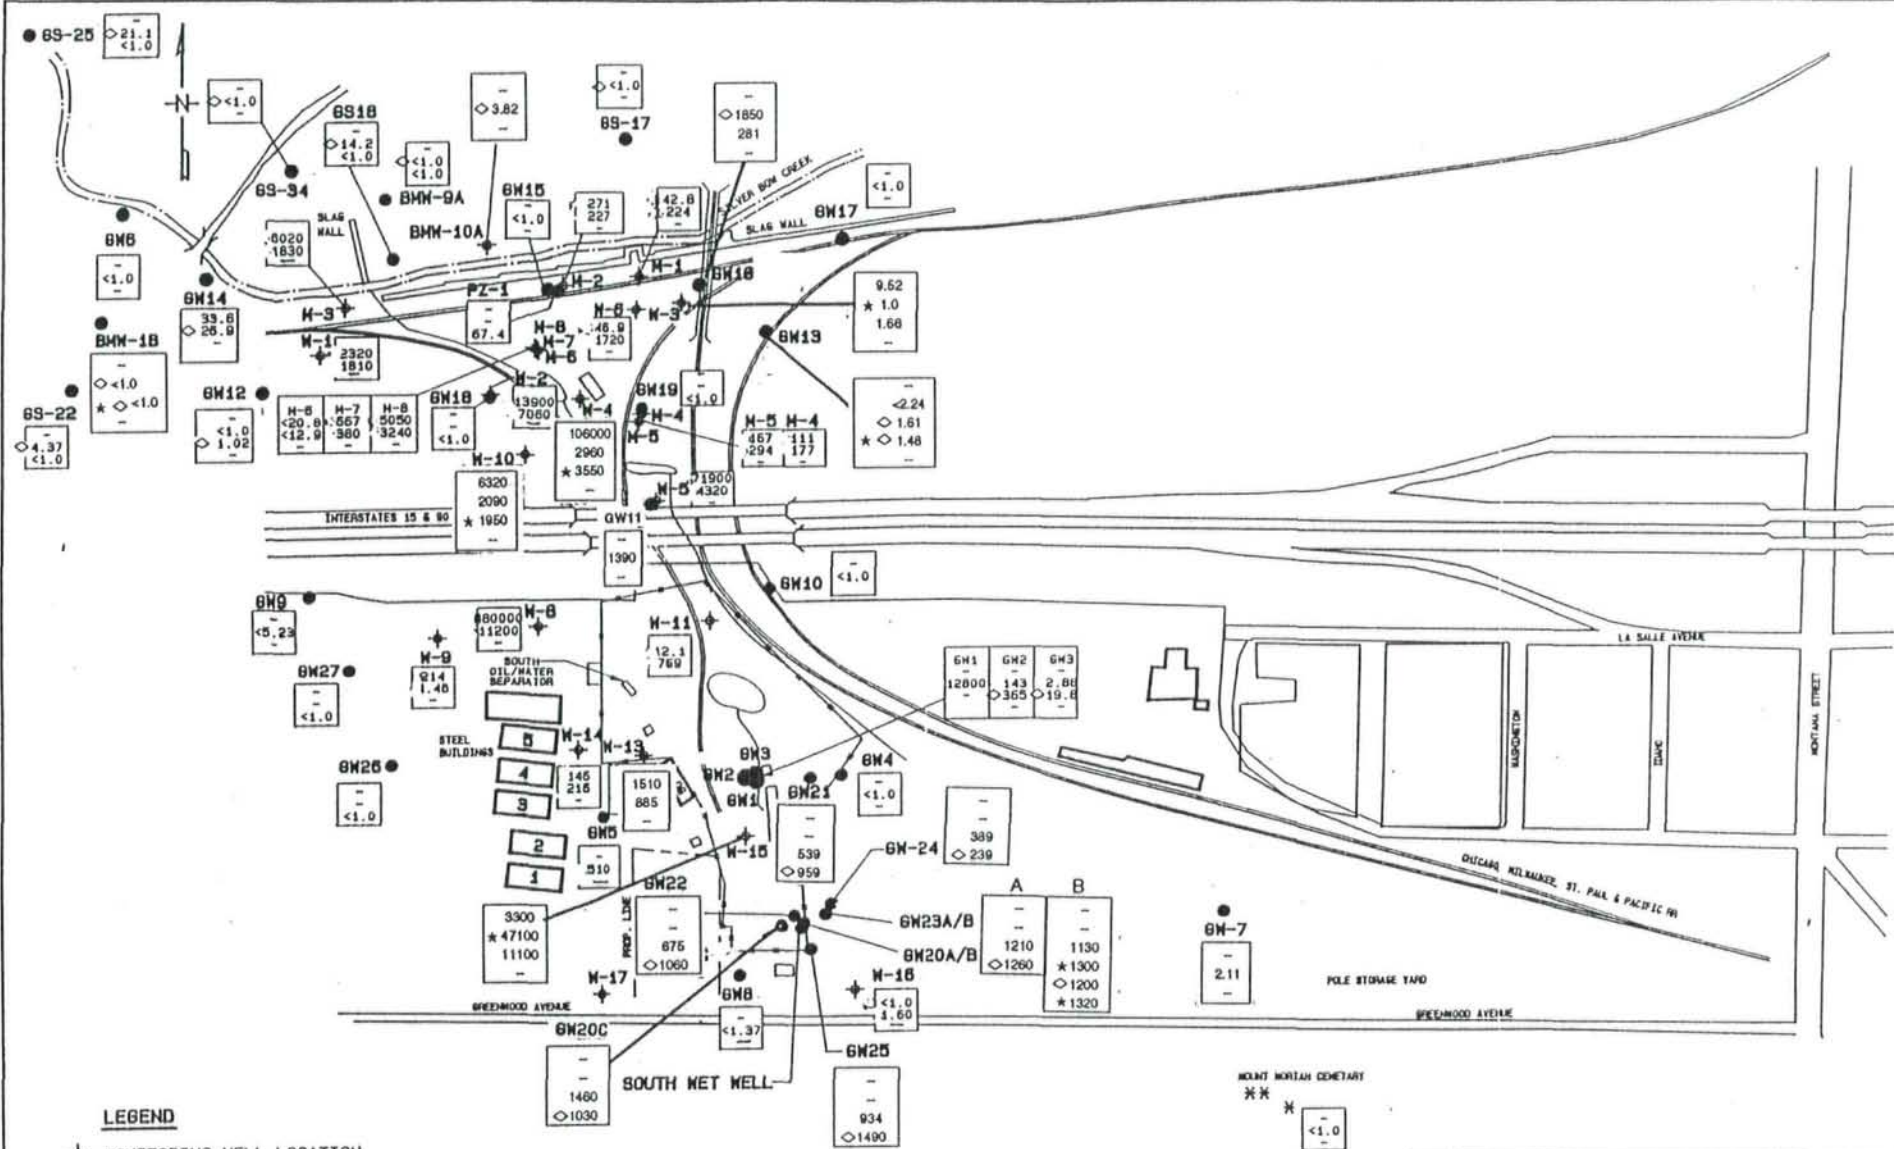 GS-25
◇21.1
<1.0
N
◇<1.0
GS-34
GS18
◇14.2
<1.0
◇<1.0
<1.0
BMW-9A
◇3.82
BMW-10A
◇<1.0
GS-17
◇1850
281
<1.0
GW17
GW15
<1.0
271
227
42.8
224
SLAG WALL
SLAG
WALL
GW6
<1.0
GW14
33.6
◇26.9
6020
1830
M-3
PZ-1
67.4
M-2
M-1
GW16
9.52
★ 1.0
1.66
BMW-1B
◇<1.0
★ ◇<1.0
W-1
2320
1810
M-8
M-7
M-6
W-6
1720
W-3
GW13
<2.24
◇1.61
★◇1.48
GS-22
◇4.37
<1.0
GW12
<1.0
◇1.02
M-6
<20.8
<12.9
M-7
567
380
M-8
5050
3240
GW18
<1.0
W-2
13900
7060
W-4
106000
2960
★3550
GW19
<1.0
M-4
M-5
M-5
467
294
M-4
111
177
W-10
6320
2090
★1950
W-5
4320
INTERSTATES 15 & 90
GW11
1390
GW10
<1.0
GW9
<5.23
W-8
11200
W-9
1.46
W-11
12.1
769
GW27
<1.0
SOUTH
OIL/WATER
SEPARATOR
GW1
12800
GW2
143
◇365
GW3
2.88
◇19.8
LA SALLE AVENUE
WASHINGTON
IDAHO
MONTANA STREET
STEEL
BUILDINGS
5
4
3
2
1
W-14
146
216
W-13
1510
885
GW3
GW2
GW1
GW21
539
◇959
GW4
<1.0
GW26
<1.0
GW5
510
W-15
3300
★47100
11100
GW-24
389
◇239
CHICAGO, MILWAUKEE, ST. PAUL & PACIFIC RR
GW22
675
◇1060
PROP. LINE
GW23A/B
GW20A/B
A
1210
◇1260
B
1130
★1300
◇1200
★1320
GW-7
2.11
POLE STORAGE YARD
W-17
GW8
<1.37
W-16
<1.0
1.60
GREENWOOD AVENUE
GREENWOOD AVENUE
GW20C
1460
◇1030
SOUTH WET WELL
GW25
934
◇1490
MOUNT MORIAH CEMETARY
<1.0
LEGEND